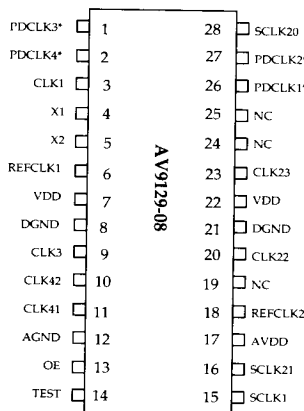 PDCLK3* 1 28 SCLK20
PDCLK4* 2 27 PDCLK2*
CLK1 3 26 PDCLK1*
X1 4 25 NC
X2 5 24 NC
REFCLK1 6 23 CLK23
VDD 7 22 VDD
DGND 8 21 DGND
CLK3 9 20 CLK22
CLK42 10 19 NC
CLK41 11 18 REFCLK2
AGND 12 17 AVDD
OE 13 16 SCLK21
TEST 14 15 SCLK1
AV9129-08